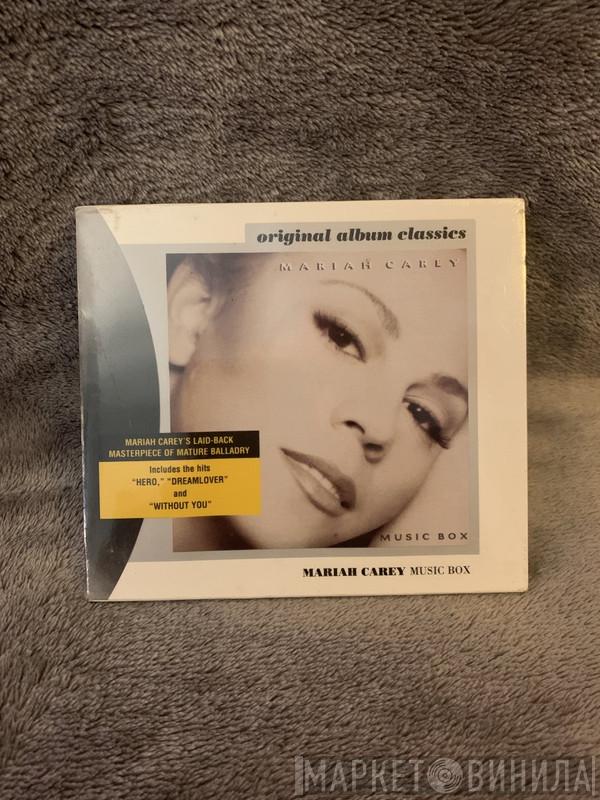 original album classics
MARIAH CAREY
MARIAH CAREY'S LAID-BACK
MASTERPIECE OF MATURE BALLADRY
Includes the hits
"HERO," "DREAMLOVER"
and
"WITHOUT YOU"
MUSIC BOX
MARIAH CAREY MUSIC BOX
МАРКЕТ ВИНИЛА